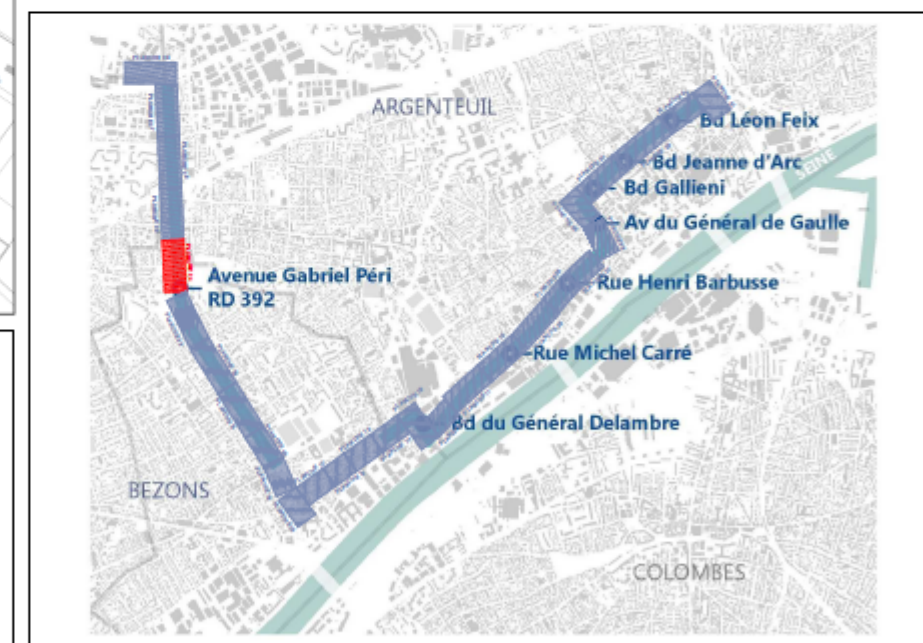 ARGENTEUIL
Bd Léon Feix
Bd Jeanne d'Arc
SEINE
Bd Gallieni
Av du Général de Gaulle
Avenue Gabriel Péri
RD 392
Rue Henri Barbusse
Rue Michel Carré
Bd du Général Delambre
BEZONS
COLOMBES